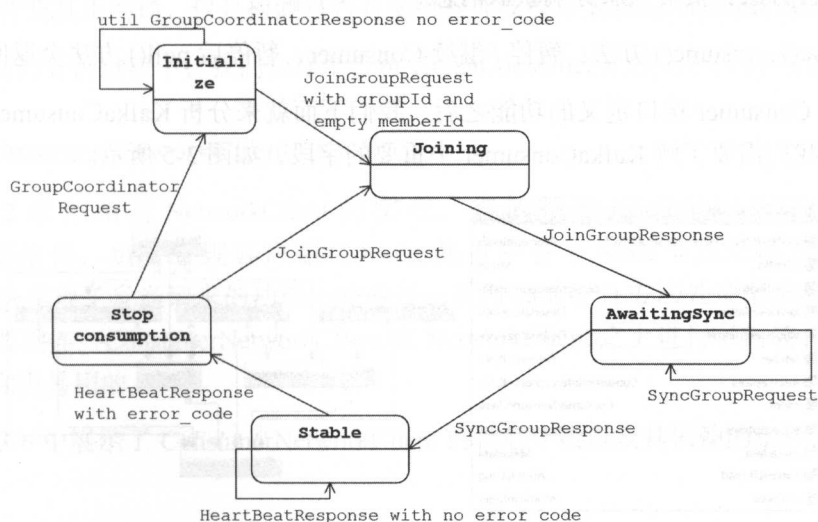 util GroupCoordinatorResponse no error_code
Initiali
ze
JoinGroupRequest
with groupId and
empty memberId
Joining
GroupCoordinator
Request
JoinGroupRequest
JoinGroupResponse
Stop
consumption
AwaitingSync
HeartBeatResponse
with error_code
SyncGroupRequest
Stable
SyncGroupResponse
HeartBeatResponse with no error code